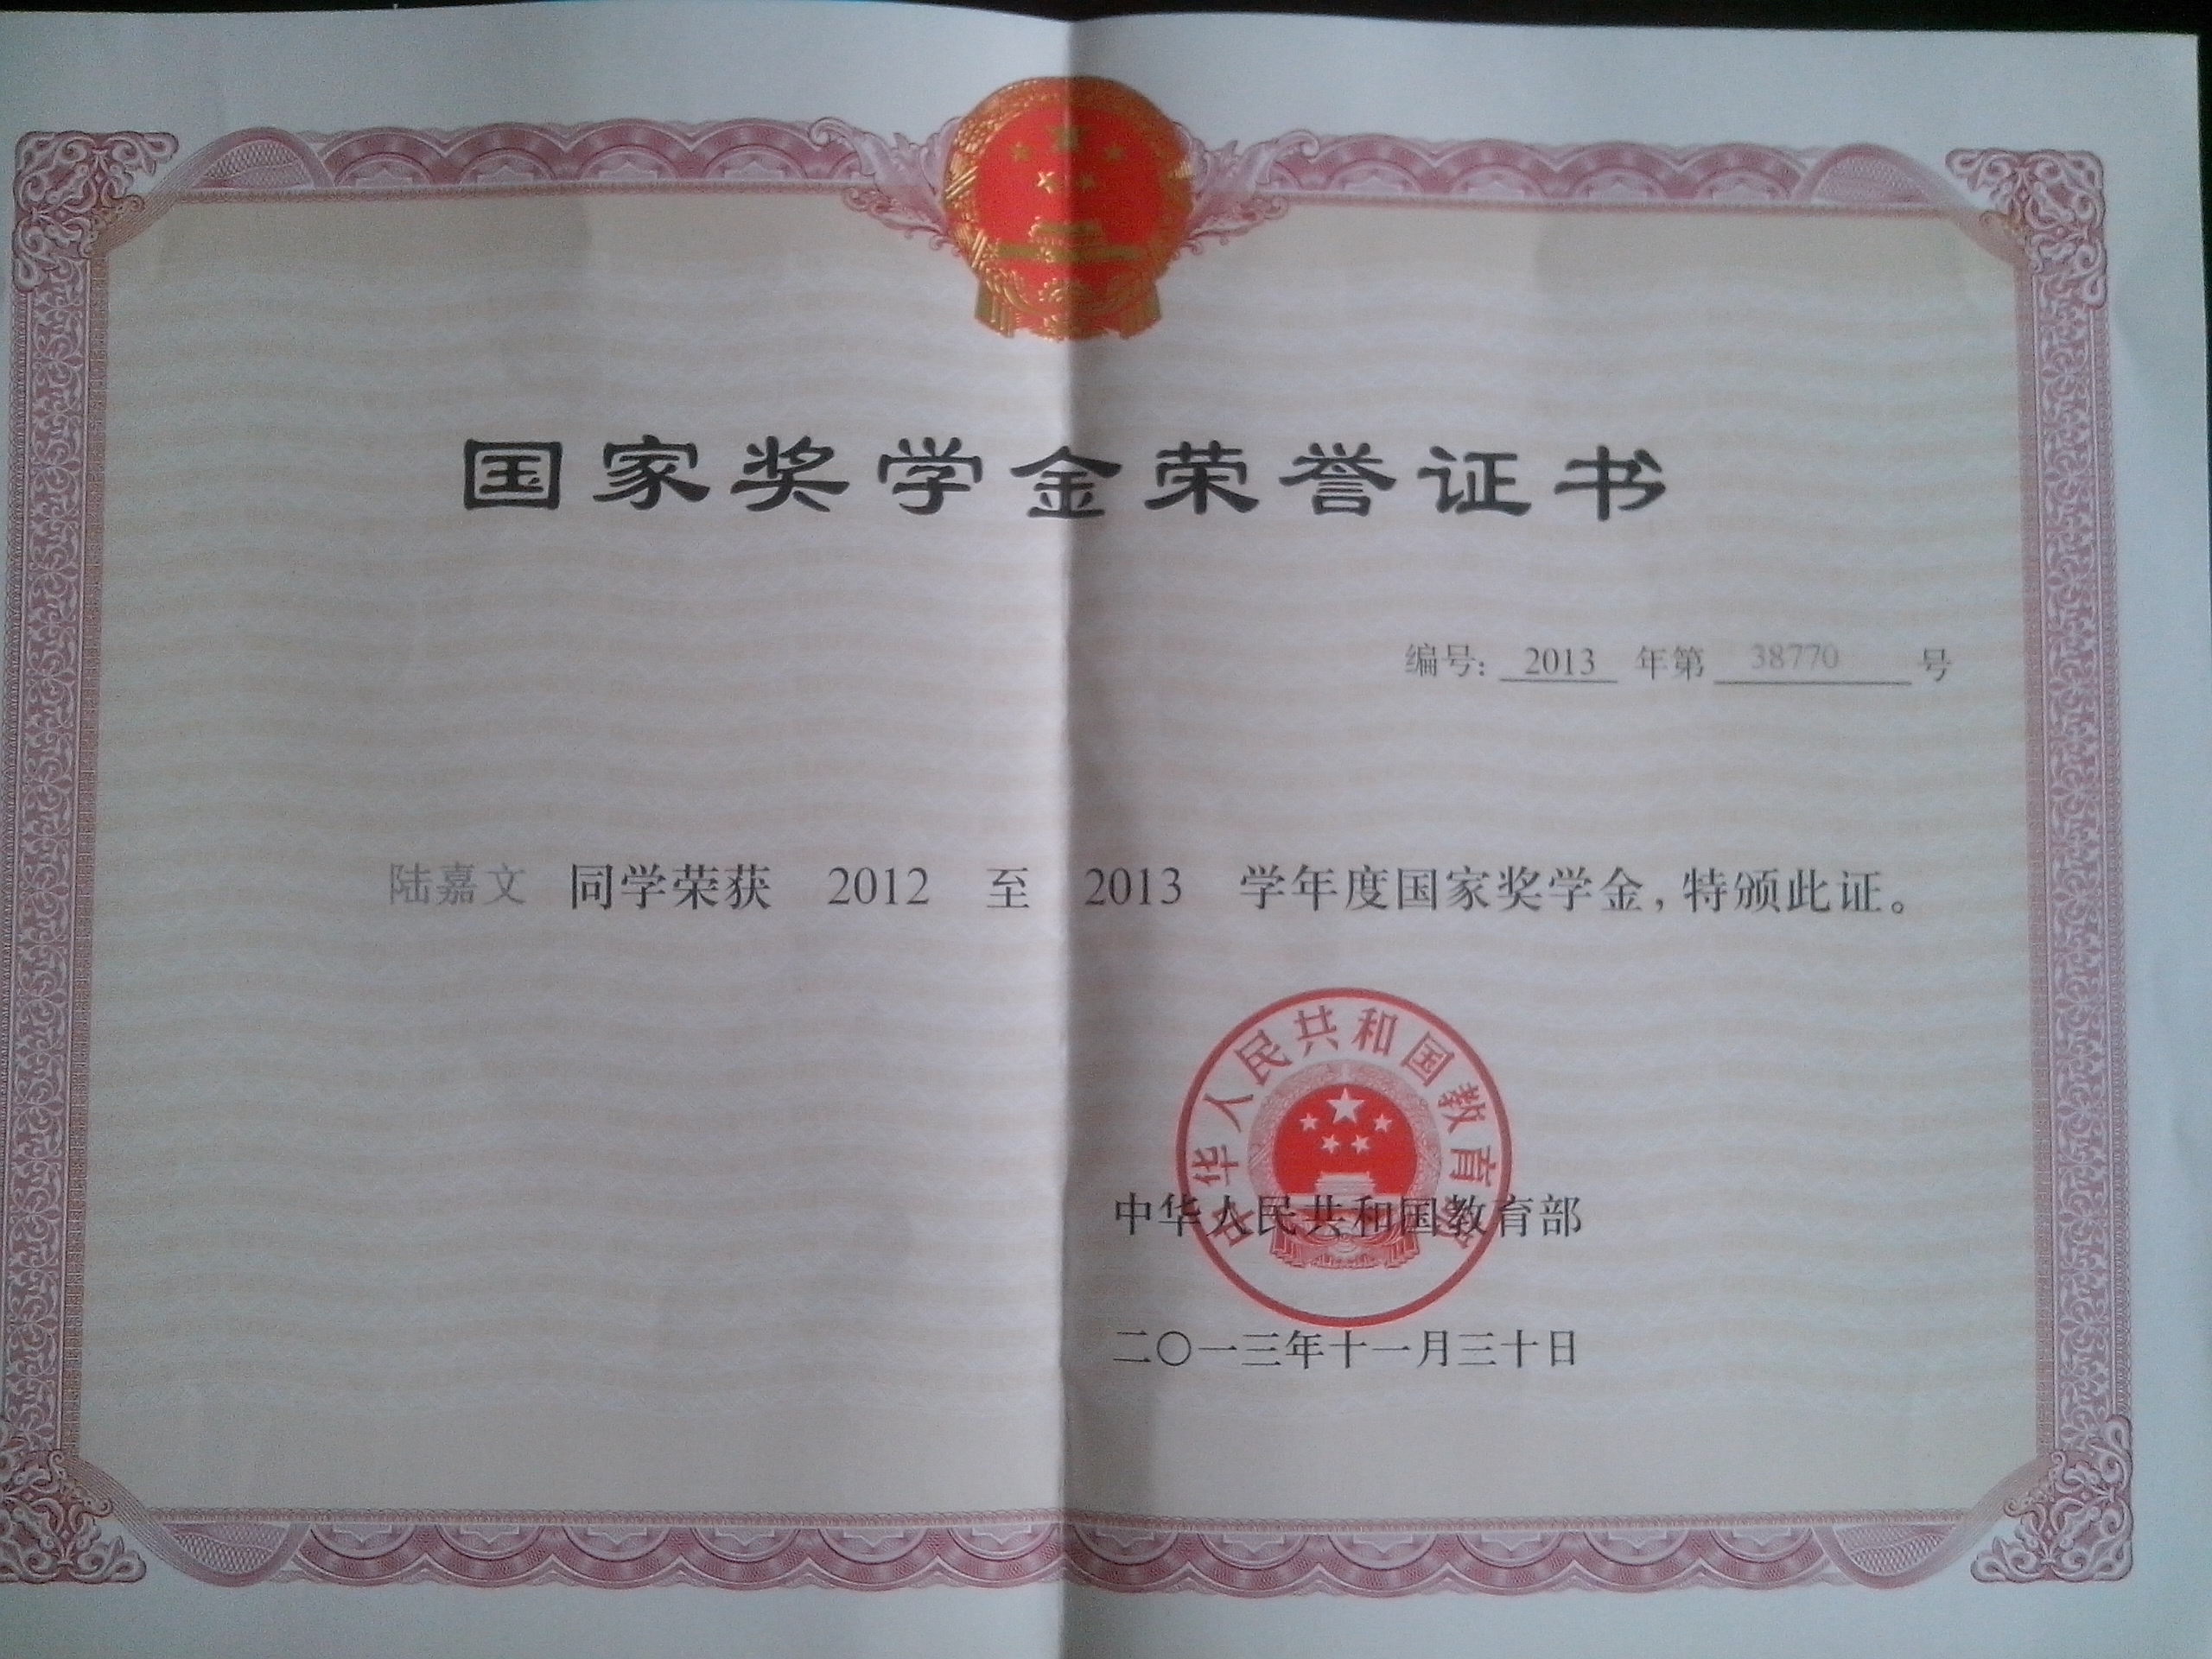 国家奖学金荣誉证书
编号: 2013 年第 38770 号
陆嘉文 同学荣获 2012 至 2013 学年度国家奖学金,特颁此证。
中华人民共和国教育部
中华人民共和国教育部
二〇一三年十一月三十日